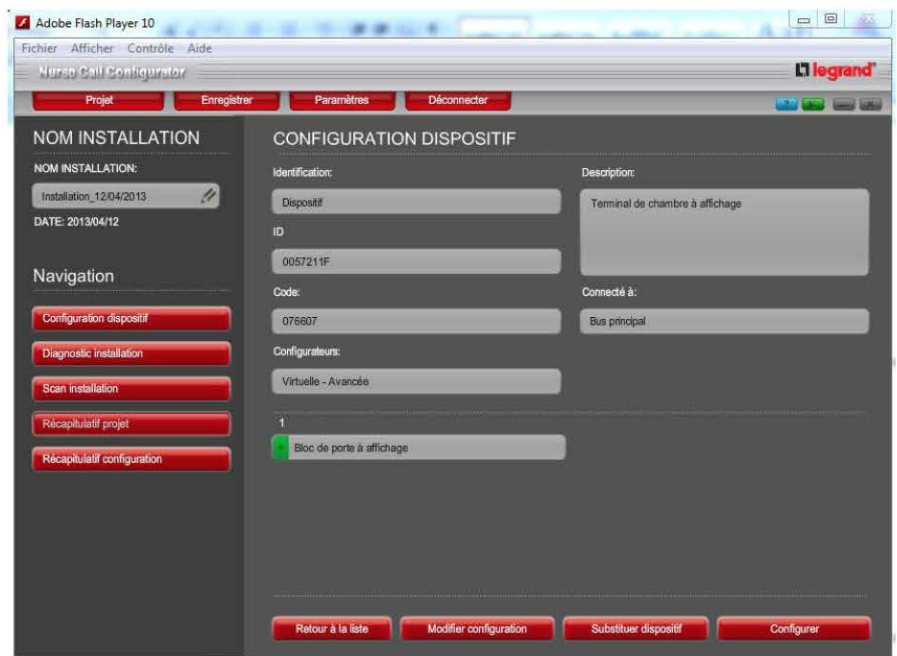 Adobe Flash Player 10
Fichier Afficher Contrôle Aide
Nurse Call Configurator
legrand®
Projet Enregistrer Paramètres Déconnecter
NOM INSTALLATION
NOM INSTALLATION:
Installation_12/04/2013
DATE: 2013/04/12
Navigation
Configuration dispositif
Diagnostic installation
Scan installation
Récapitulatif projet
Récapitulatif configuration
CONFIGURATION DISPOSITIF
Identification:
Dispositif
ID
0057211F
Code:
076607
Configurateurs:
Virtuelle - Avancée
Description:
Terminal de chambre à affichage
Connecté à:
Bus principal
1
Bloc de porte à affichage
Retour à la liste Modifier configuration Substituer dispositif Configurer